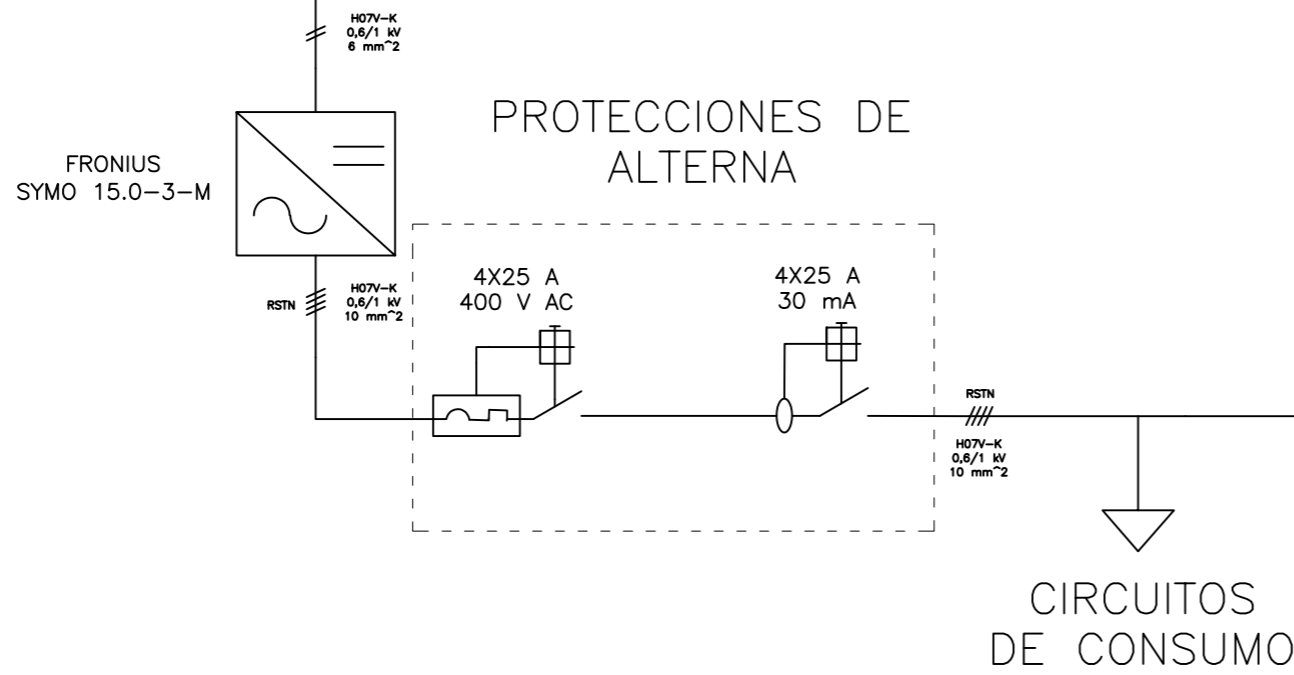 H07V-K
0,6/1 kV
6 mm^2
PROTECCIONES DE
ALTERNA
FRONIUS
SYMO 15.0-3-M
4X25 A
400 V AC
4X25 A
30 mA
RSTN
H07V-K
0,6/1 kV
10 mm^2
RSTN
H07V-K
0,6/1 kV
10 mm^2
CIRCUITOS
DE CONSUMO